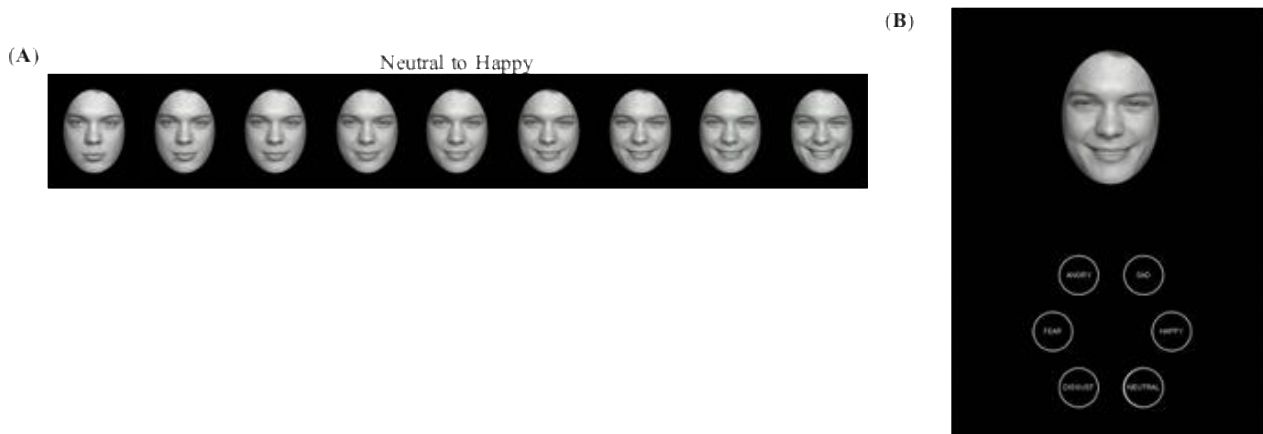 (A)
Neutral to Happy
(B)
ANGRY SAD
FEAR HAPPY
DISGUST NEUTRAL